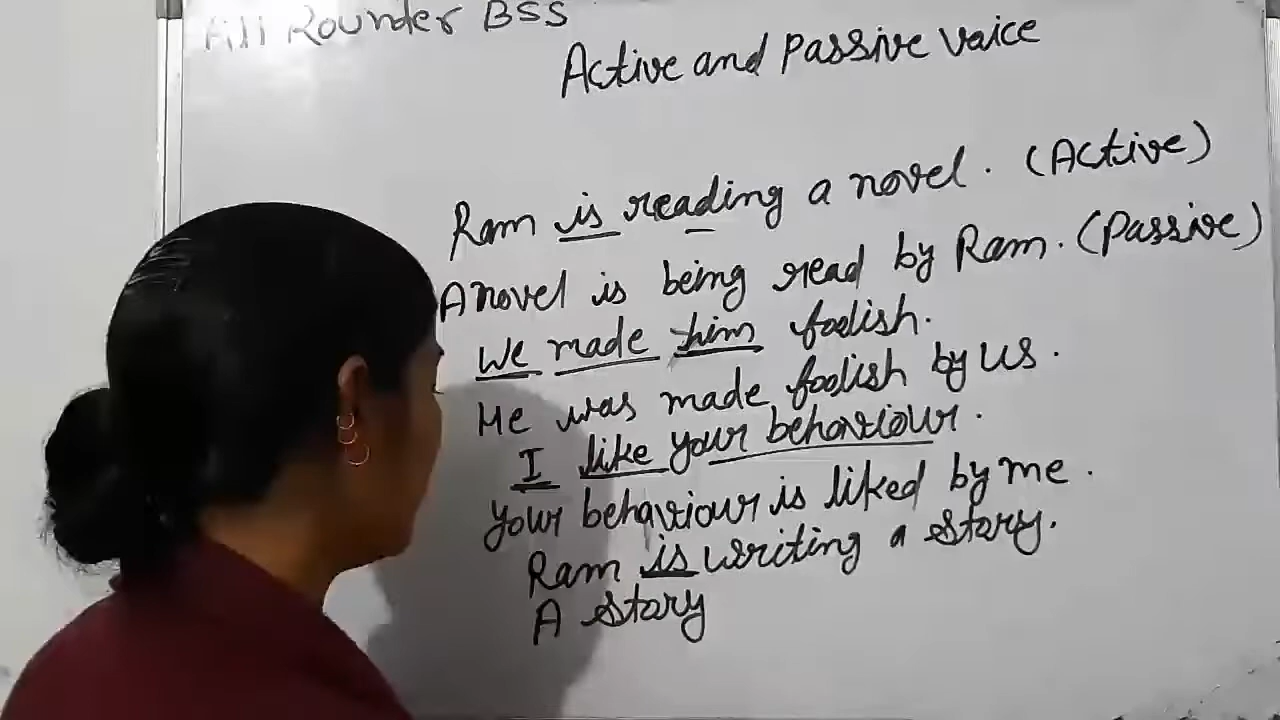 All Rounder BSS
Active and Passive Vaice
Ram is reading a novel. (Active)
A novel is being read by Ram. (Passive)
We made him foolish.
He was made foolish by us.
I like your behaviour.
your behaviour is liked by me.
Ram is writing a story.
A story